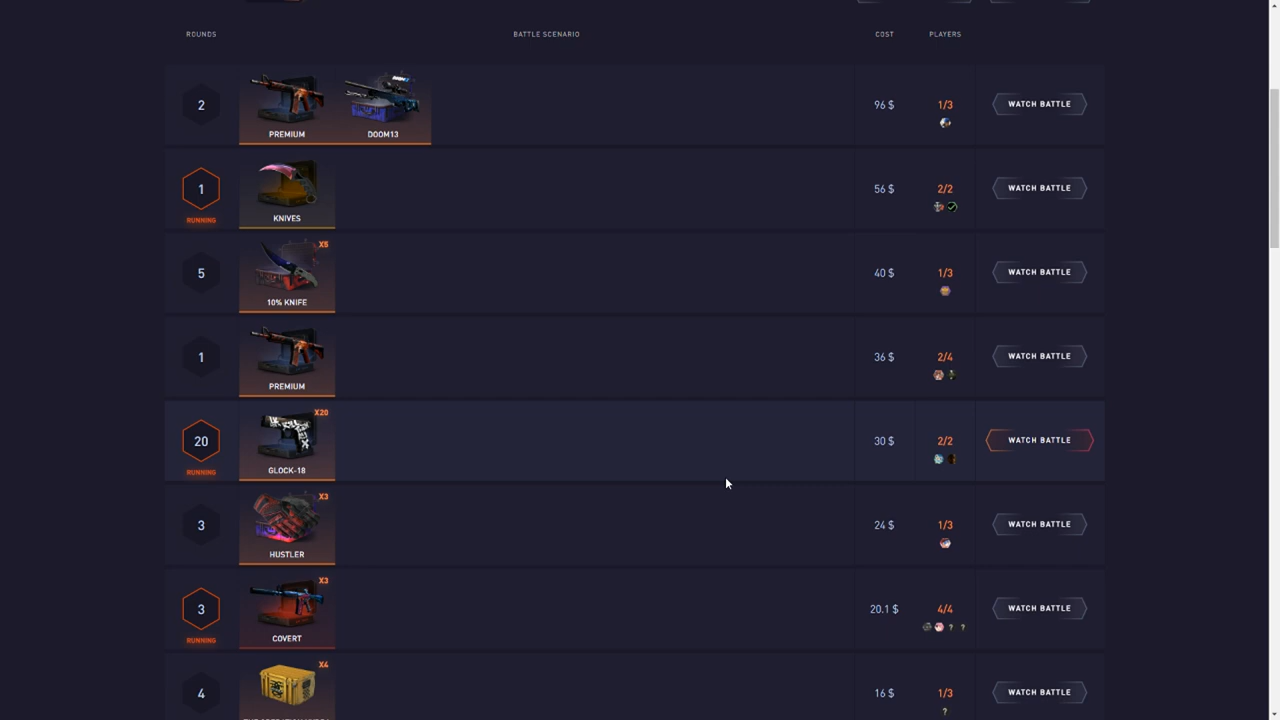 ROUNDS BATTLE SCENARIO COST PLAYERS
2 PREMIUM DOOM13 96 $ 1/3 WATCH BATTLE
1 RUNNING KNIVES 56 $ 2/2 WATCH BATTLE
5 X5 10% KNIFE 40 $ 1/3 WATCH BATTLE
1 PREMIUM 36 $ 2/4 WATCH BATTLE
20 RUNNING X20 GLOCK-18 30 $ 2/2 WATCH BATTLE
3 X3 HUSTLER 24 $ 1/3 WATCH BATTLE
3 RUNNING X3 COVERT 20.1 $ 4/4 ? ? WATCH BATTLE
4 X4 16 $ 1/3 ? WATCH BATTLE